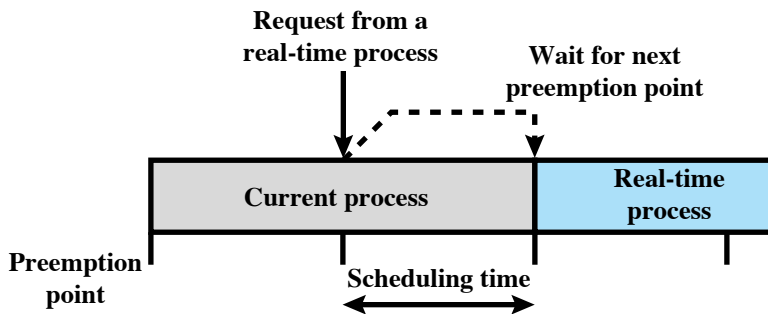 Request from a
real-time process
Wait for next
preemption point
Current process
Real-time
process
Preemption
point
Scheduling time